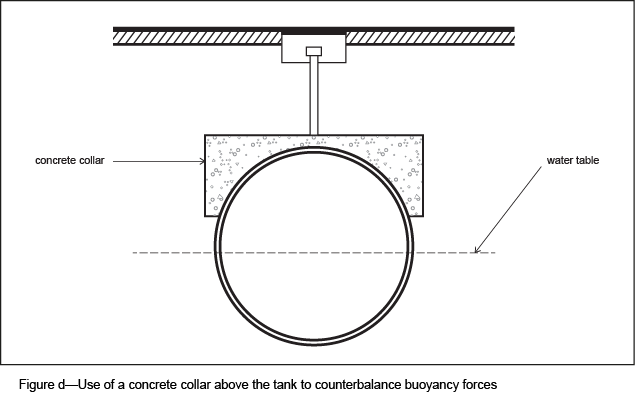 concrete collar
water table
Figure d—Use of a concrete collar above the tank to counterbalance buoyancy forces